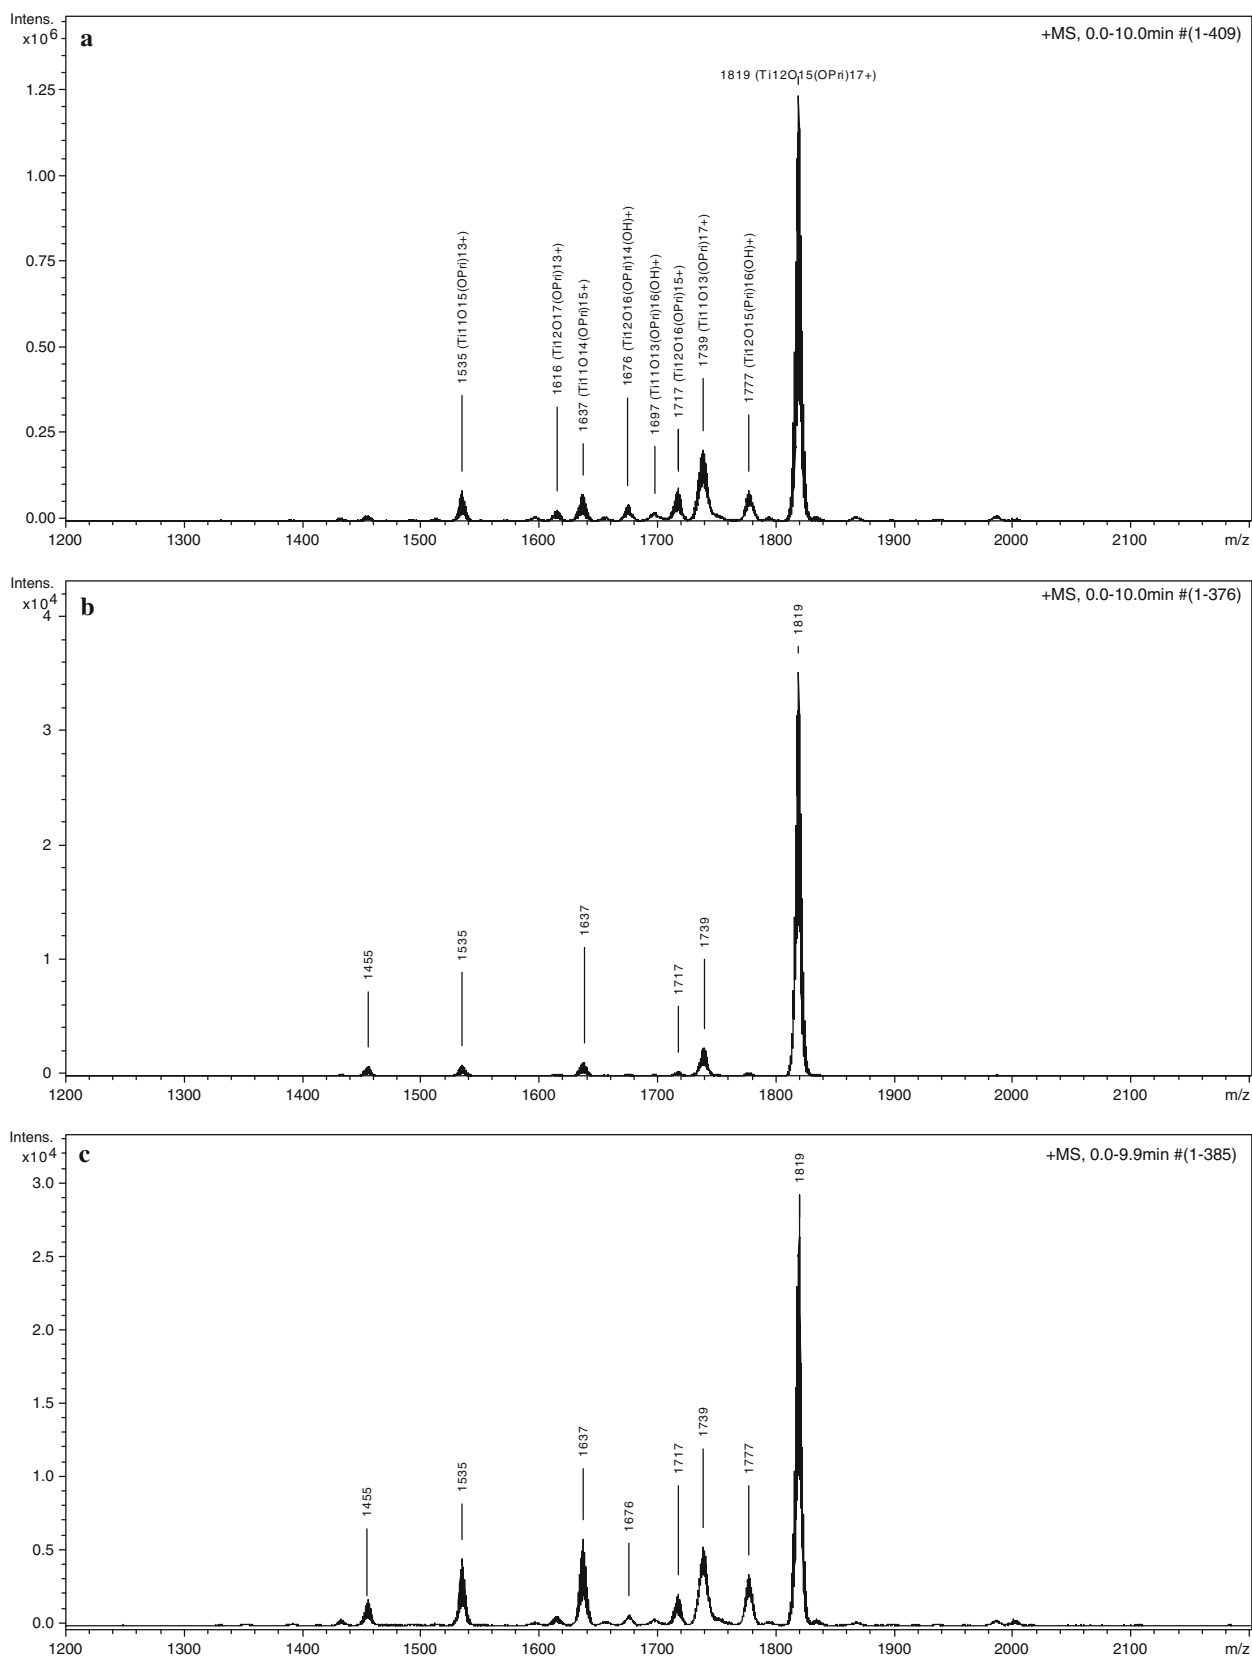 Intens.
x10⁶
a
+MS, 0.0-10.0min #(1-409)
1819 (Ti12O15(OPri)17+)
1535 (Ti11O15(OPri)13+)
1616 (Ti12O17(OPri)13+)
1637 (Ti11O14(OPri)15+)
1676 (Ti12O16(OPri)14(OH)+)
1697 (Ti11O13(OPri)16(OH)+)
1717 (Ti12O16(OPri)15+)
1739 (Ti11O13(OPri)17+)
1777 (Ti12O15(Pri)16(OH)+)
1.25
1.00
0.75
0.50
0.25
0.00
1200 1300 1400 1500 1600 1700 1800 1900 2000 2100 m/z
Intens.
x10⁴
b
+MS, 0.0-10.0min #(1-376)
4
3
2
1
0
1455
1535
1637
1717
1739
1819
1200 1300 1400 1500 1600 1700 1800 1900 2000 2100 m/z
Intens.
x10⁴
c
+MS, 0.0-9.9min #(1-385)
3.0
2.5
2.0
1.5
1.0
0.5
0.0
1455
1535
1637
1676
1717
1739
1777
1819
1200 1300 1400 1500 1600 1700 1800 1900 2000 2100 m/z